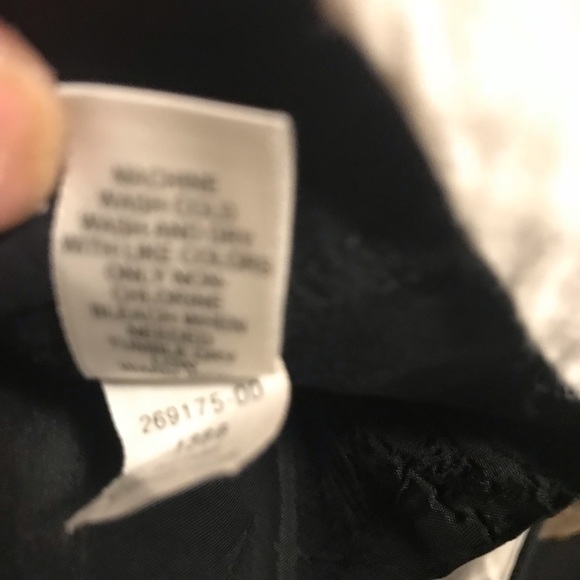 MACHINE
WASH COLD
WASH AND DRY
WITH LIKE COLORS
ONLY NON-
CHLORINE
BLEACH WHEN
NEEDED
TUMBLE DRY
269175-00